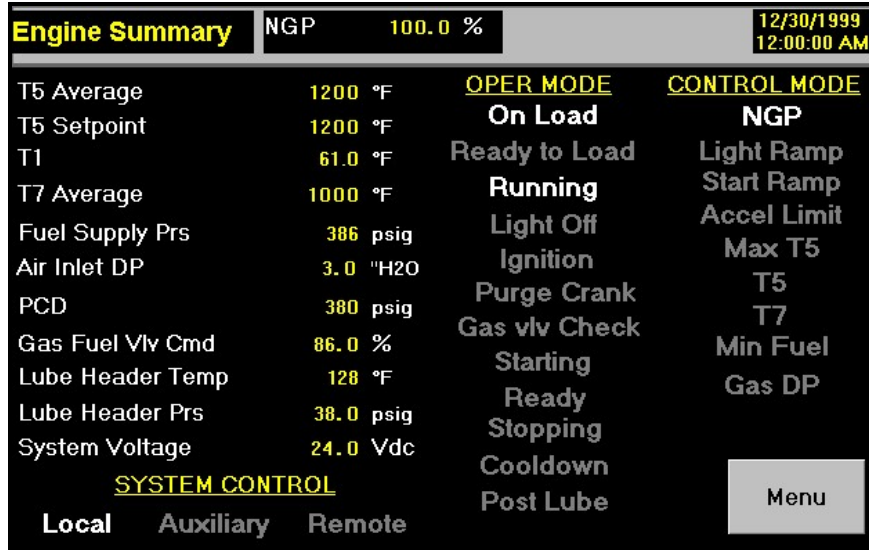 Engine Summary NGP 100.0 % 12/30/1999
12:00:00 AM
T5 Average 1200 °F
T5 Setpoint 1200 °F
T1 61.0 °F
T7 Average 1000 °F
Fuel Supply Prs 386 psig
Air Inlet DP 3.0 "H2O
PCD 380 psig
Gas Fuel Vlv Cmd 86.0 %
Lube Header Temp 128 °F
Lube Header Prs 38.0 psig
System Voltage 24.0 Vdc
SYSTEM CONTROL
Local Auxiliary Remote
OPER MODE
On Load
Ready to Load
Running
Light Off
Ignition
Purge Crank
Gas vlv Check
Starting
Ready
Stopping
Cooldown
Post Lube
CONTROL MODE
NGP
Light Ramp
Start Ramp
Accel Limit
Max T5
T5
T7
Min Fuel
Gas DP
Menu